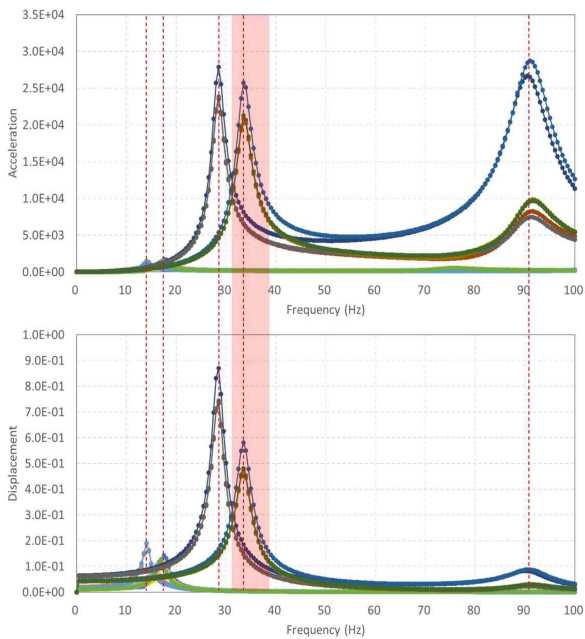 3.5E+04
3.0E+04
2.5E+04
2.0E+04
1.5E+04
1.0E+04
5.0E+03
0.0E+00
Acceleration
0 10 20 30 40 50 60 70 80 90 100
Frequency (Hz)
1.0E+00
9.0E-01
8.0E-01
7.0E-01
6.0E-01
5.0E-01
4.0E-01
3.0E-01
2.0E-01
1.0E-01
0.0E+00
Displacement
0 10 20 30 40 50 60 70 80 90 100
Frequency (Hz)